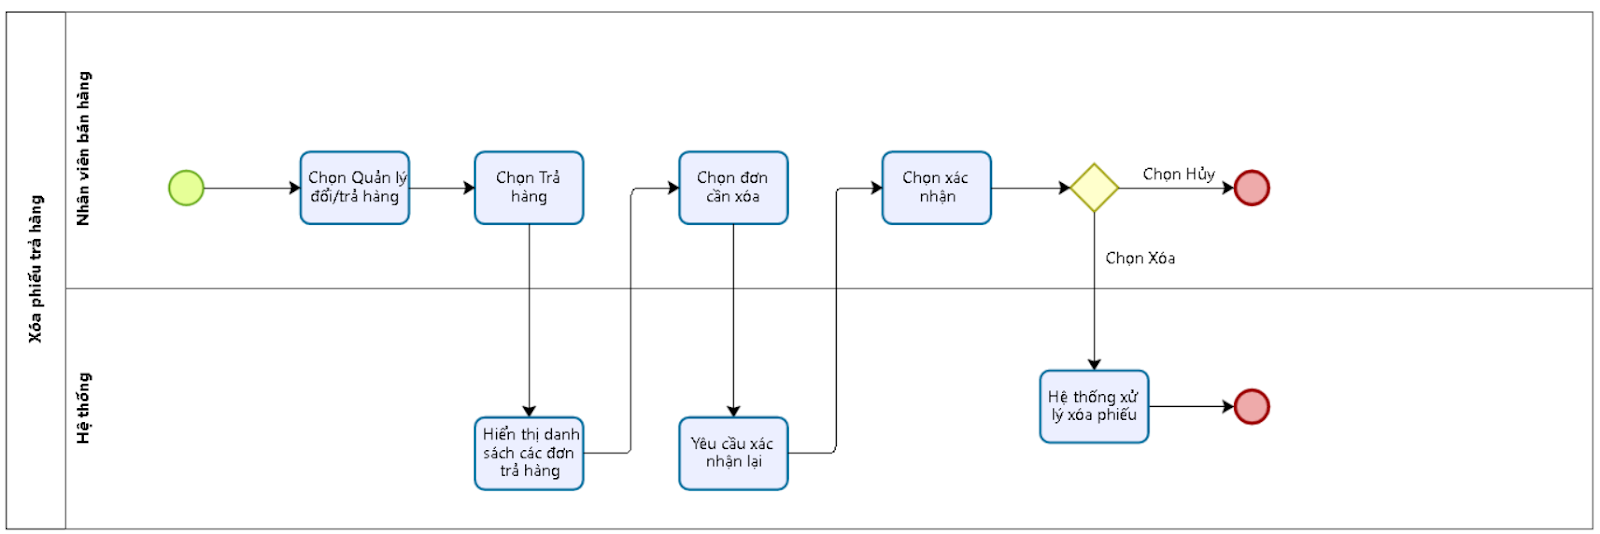 Xóa phiếu trả hàng
Nhân viên bán hàng
Chọn Quản lý
đổi/trả hàng
Chọn Trả
hàng
Chọn đơn
cần xóa
Chọn xác
nhận
Chọn Hủy
Chọn Xóa
Hệ thống
Hiển thị danh
sách các đơn
trả hàng
Yêu cầu xác
nhận lại
Hệ thống xử
lý xóa phiếu